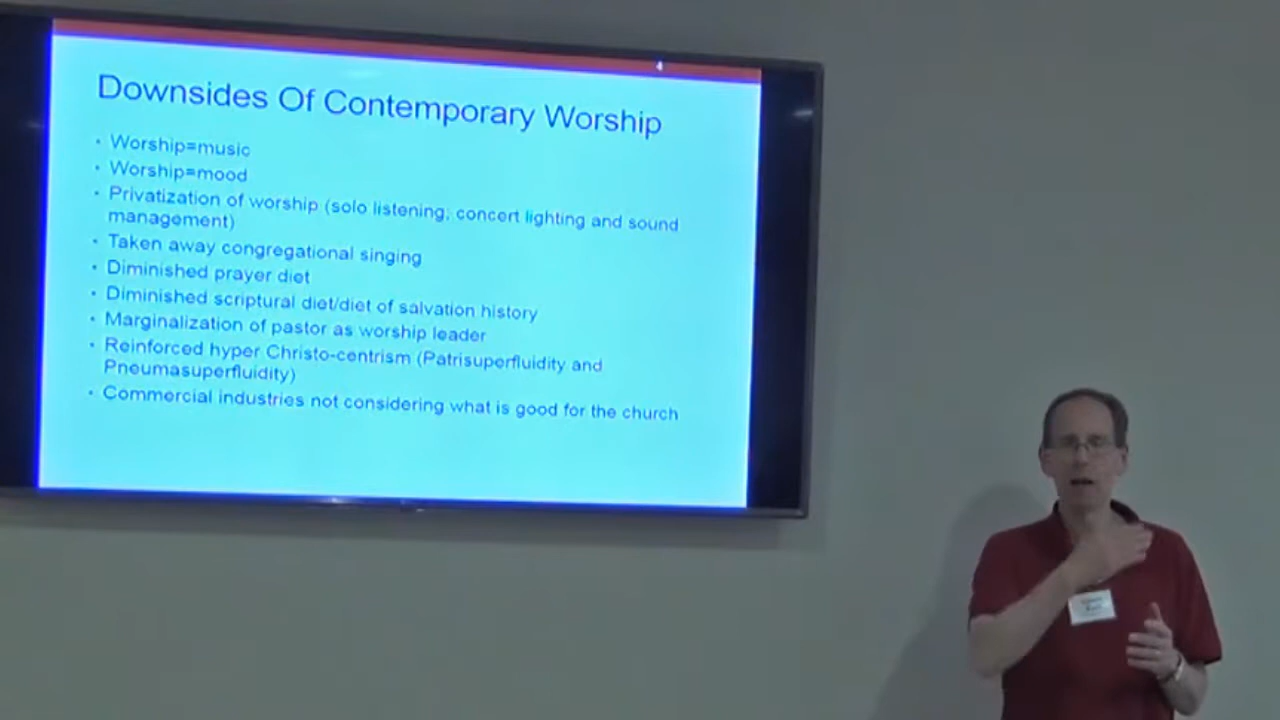 4
Downsides Of Contemporary Worship
• Worship=music
• Worship=mood
• Privatization of worship (solo listening; concert lighting and sound
management)
• Taken away congregational singing
• Diminished prayer diet
• Diminished scriptural diet/diet of salvation history
• Marginalization of pastor as worship leader
• Reinforced hyper Christo-centrism (Patrisuperfluidity and
Pneumasuperfluidity)
• Commercial industries not considering what is good for the church